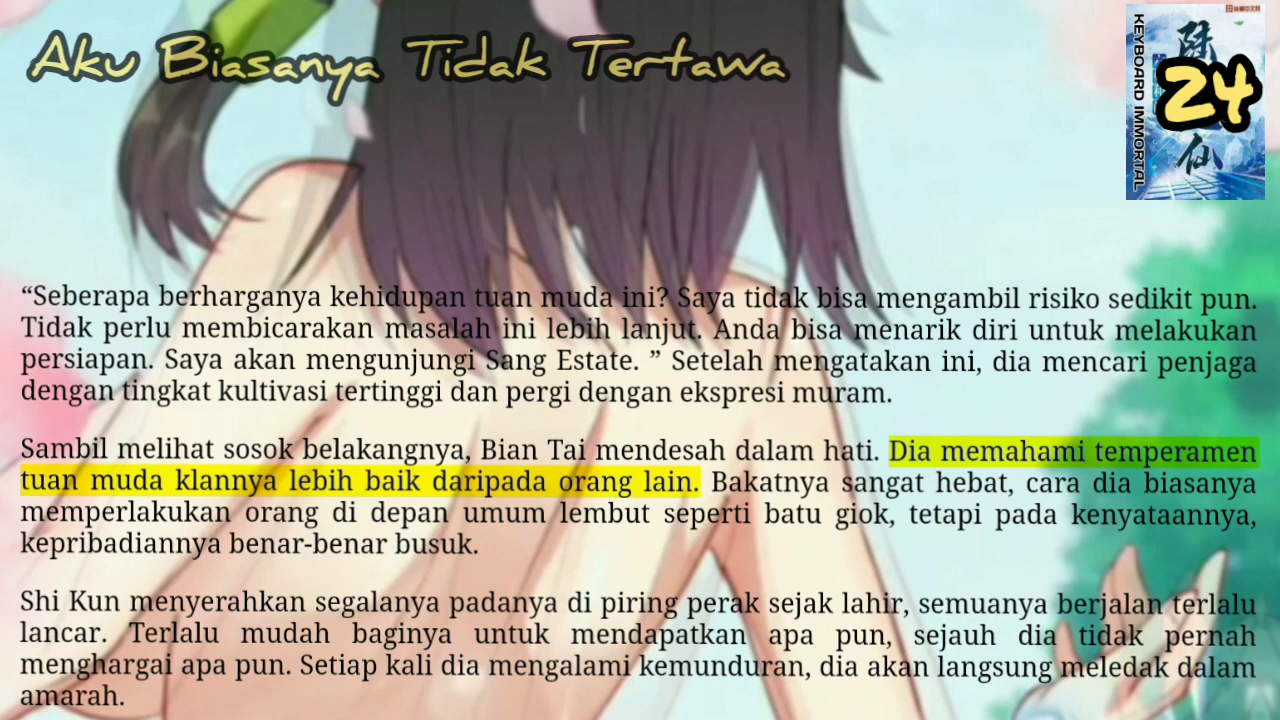 Aku Biasanya Tidak Tertawa
KEYBOARD IMMORTAL
24
仙
“Seberapa berharganya kehidupan tuan muda ini? Saya tidak bisa mengambil risiko sedikit pun.
Tidak perlu membicarakan masalah ini lebih lanjut. Anda bisa menarik diri untuk melakukan
persiapan. Saya akan mengunjungi Sang Estate. ” Setelah mengatakan ini, dia mencari penjaga
dengan tingkat kultivasi tertinggi dan pergi dengan ekspresi muram.
Sambil melihat sosok belakangnya, Bian Tai mendesah dalam hati. Dia memahami temperamen
tuan muda klannya lebih baik daripada orang lain. Bakatnya sangat hebat, cara dia biasanya
memperlakukan orang di depan umum lembut seperti batu giok, tetapi pada kenyataannya,
kepribadiannya benar-benar busuk.
Shi Kun menyerahkan segalanya padanya di piring perak sejak lahir, semuanya berjalan terlalu
lancar. Terlalu mudah baginya untuk mendapatkan apa pun, sejauh dia tidak pernah
menghargai apa pun. Setiap kali dia mengalami kemunduran, dia akan langsung meledak dalam
amarah.